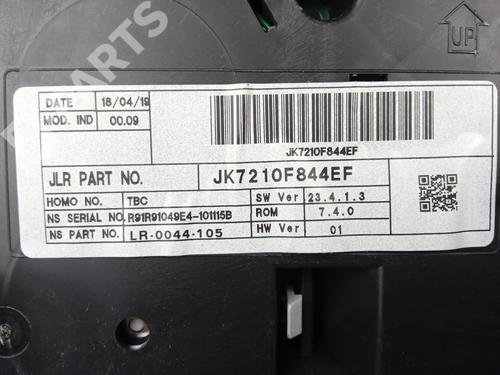 PARTS
UP
DATE 18/04/19
MOD. IND 00.09
JK7210F844EF
JLR PART NO. JK7210F844EF
HOMO NO. TBC SW Ver 23.4.1.3
NS SERIAL NO. R91R91049E4-101115B ROM 7.4.0
NS PART NO. LR-0044-105 HW Ver 01